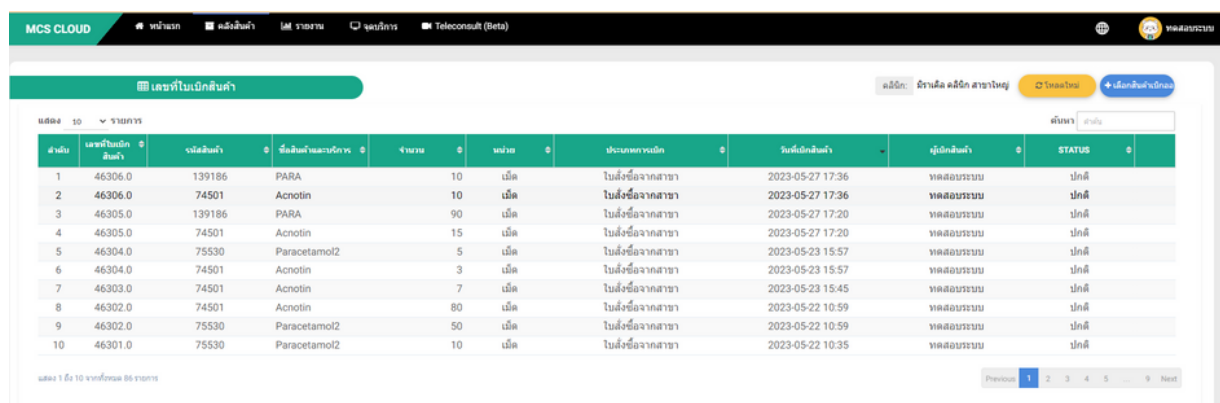 MCS CLOUD หน้าแรก คลังสินค้า รายงาน จุดบริการ Teleconsult (Beta) ทดสอบระบบ
เลขที่ใบเบิกสินค้า คลินิก: มิราเคิล คลินิก สาขาใหญ่ โหลดใหม่ +เลือกสินค้าเบิกออ
แสดง 10 รายการ ค้นหา ลำดับ
ลำดับ เลขที่ใบเบิกสินค้า รหัสสินค้า ชื่อสินค้าและบริการ จำนวน หน่วย ประเภทการเบิก วันที่เบิกสินค้า ผู้เบิกสินค้า STATUS
1 46306.0 139186 PARA 10 เม็ด ใบสั่งซื้อจากสาขา 2023-05-27 17:36 ทดสอบระบบ ปกติ
2 46306.0 74501 Acnotin 10 เม็ด ใบสั่งซื้อจากสาขา 2023-05-27 17:36 ทดสอบระบบ ปกติ
3 46305.0 139186 PARA 90 เม็ด ใบสั่งซื้อจากสาขา 2023-05-27 17:20 ทดสอบระบบ ปกติ
4 46305.0 74501 Acnotin 15 เม็ด ใบสั่งซื้อจากสาขา 2023-05-27 17:20 ทดสอบระบบ ปกติ
5 46304.0 75530 Paracetamol2 5 เม็ด ใบสั่งซื้อจากสาขา 2023-05-23 15:57 ทดสอบระบบ ปกติ
6 46304.0 74501 Acnotin 3 เม็ด ใบสั่งซื้อจากสาขา 2023-05-23 15:57 ทดสอบระบบ ปกติ
7 46303.0 74501 Acnotin 7 เม็ด ใบสั่งซื้อจากสาขา 2023-05-23 15:45 ทดสอบระบบ ปกติ
8 46302.0 74501 Acnotin 80 เม็ด ใบสั่งซื้อจากสาขา 2023-05-22 10:59 ทดสอบระบบ ปกติ
9 46302.0 75530 Paracetamol2 50 เม็ด ใบสั่งซื้อจากสาขา 2023-05-22 10:59 ทดสอบระบบ ปกติ
10 46301.0 75530 Paracetamol2 10 เม็ด ใบสั่งซื้อจากสาขา 2023-05-22 10:35 ทดสอบระบบ ปกติ
แสดง 1 ถึง 10 จากทั้งหมด 86 รายการ Previous 1 2 3 4 5 ... 9 Next